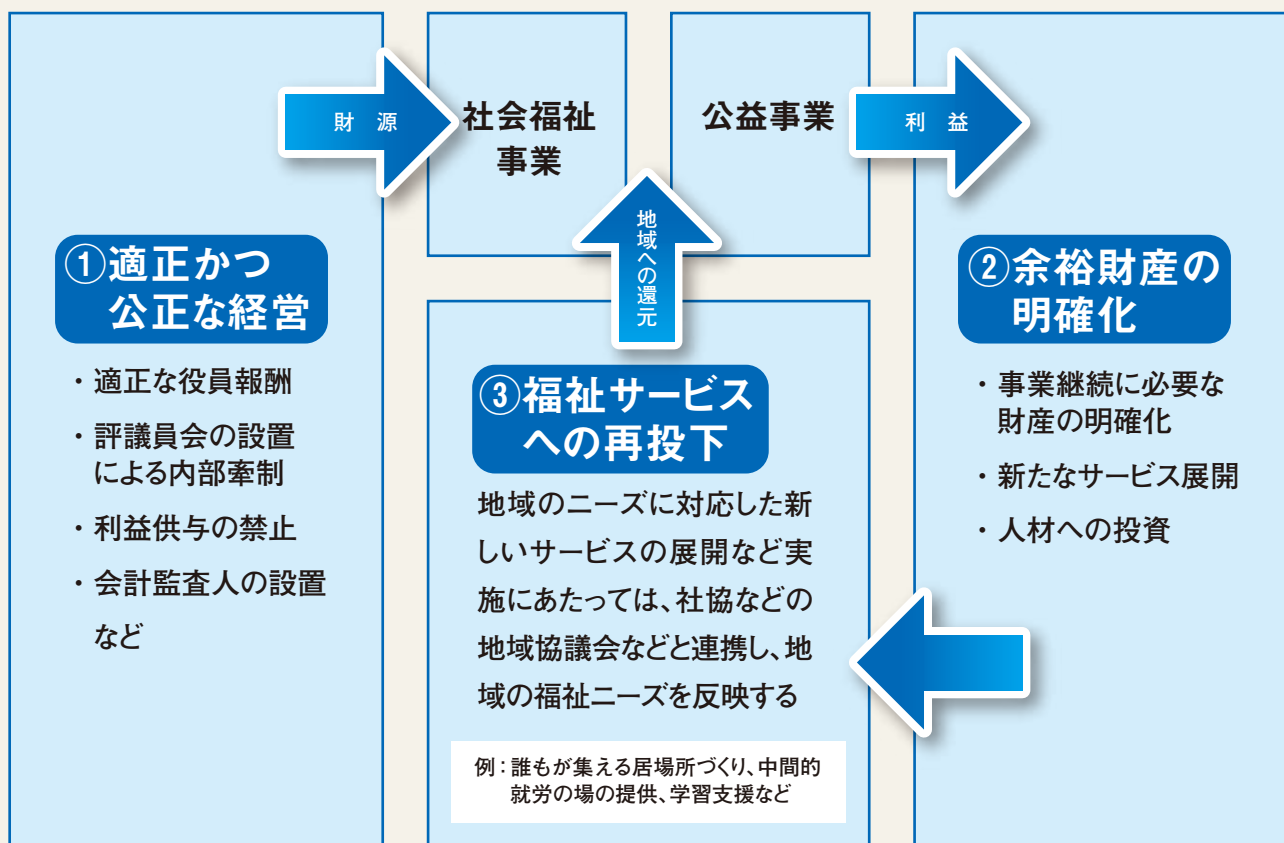 財 源
社会福祉
事業
公益事業
利 益
地域への還元
①適正かつ
公正な経営
・適正な役員報酬
・評議員会の設置
による内部牽制
・利益供与の禁止
・会計監査人の設置
など
②余裕財産の
明確化
・事業継続に必要な
財産の明確化
・新たなサービス展開
・人材への投資
③福祉サービス
への再投下
地域のニーズに対応した新
しいサービスの展開など実
施にあたっては、社協などの
地域協議会などと連携し、地
域の福祉ニーズを反映する
例：誰もが集える居場所づくり、中間的
就労の場の提供、学習支援など